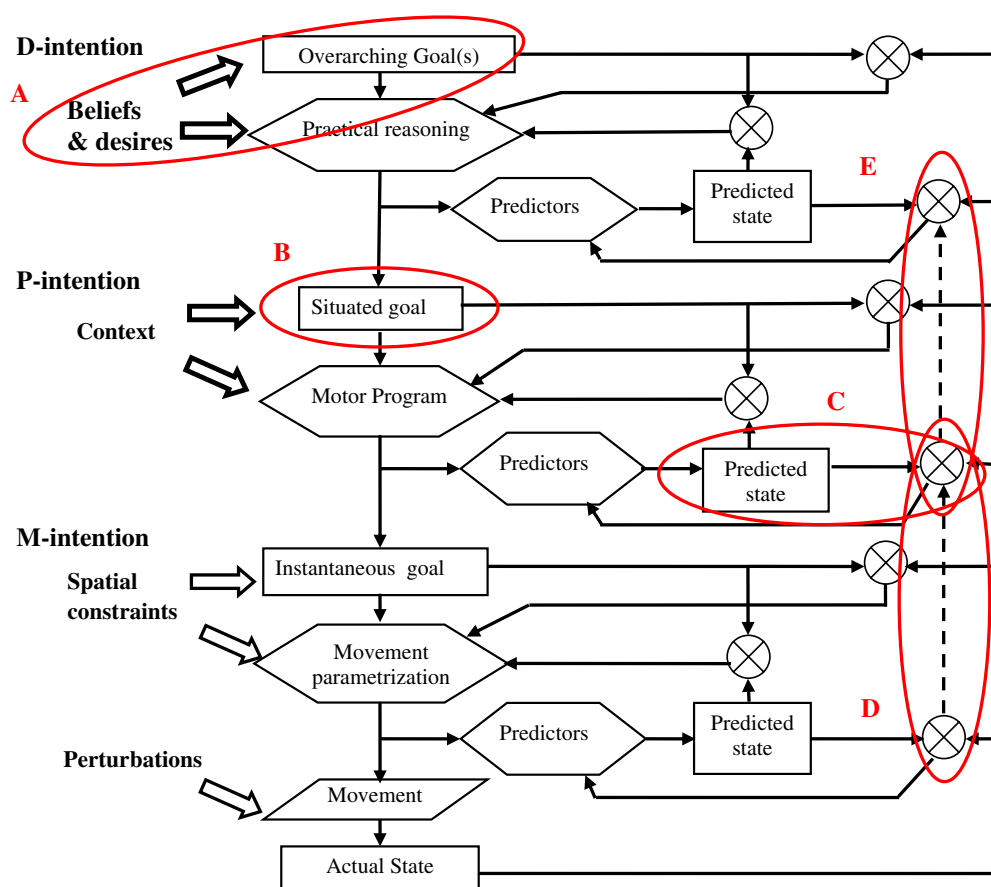 D-intention
Overarching Goal(s)
A
Beliefs
& desires
Practical reasoning
E
Predictors
Predicted
state
B
P-intention
Situated goal
Context
Motor Program
C
Predictors
Predicted
state
M-intention
Instantaneous goal
Spatial
constraints
Movement
parametrization
D
Predictors
Predicted
state
Perturbations
Movement
Actual State